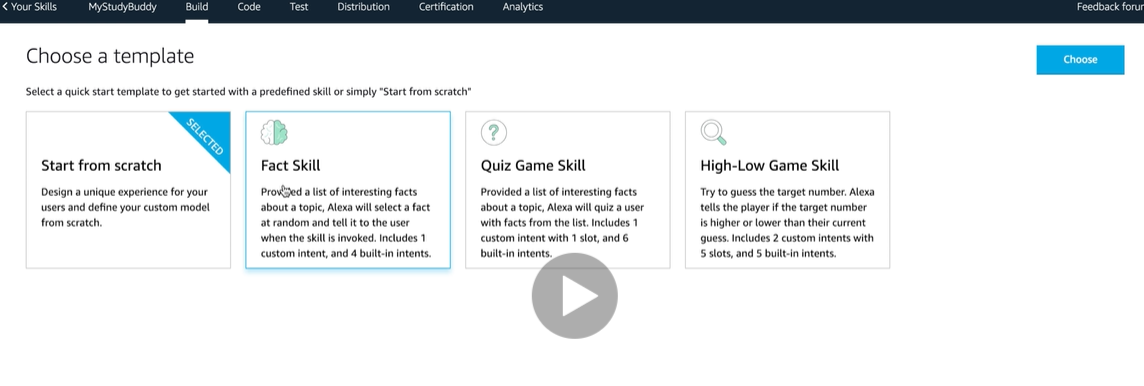 Your Skills MyStudyBuddy Build Code Test Distribution Certification Analytics
Choose a template
Choose
Select a quick start template to get started with a predefined skill or simply "Start from scratch"
SELECTED
Start from scratch
Design a unique experience for your
users and define your custom model
from scratch.
Fact Skill
Provided a list of interesting facts
about a topic, Alexa will select a fact
at random and tell it to the user
when the skill is invoked. Includes 1
custom intent, and 4 built-in intents.
Quiz Game Skill
Provided a list of interesting facts
about a topic, Alexa will quiz a user
with facts from the list. Includes 1
custom intent with 1 slot, and 6
built-in intents.
High-Low Game Skill
Try to guess the target number. Alexa
tells the player if the target number
is higher or lower than their current
guess. Includes 2 custom intents with
5 slots, and 5 built-in intents.
Feedback